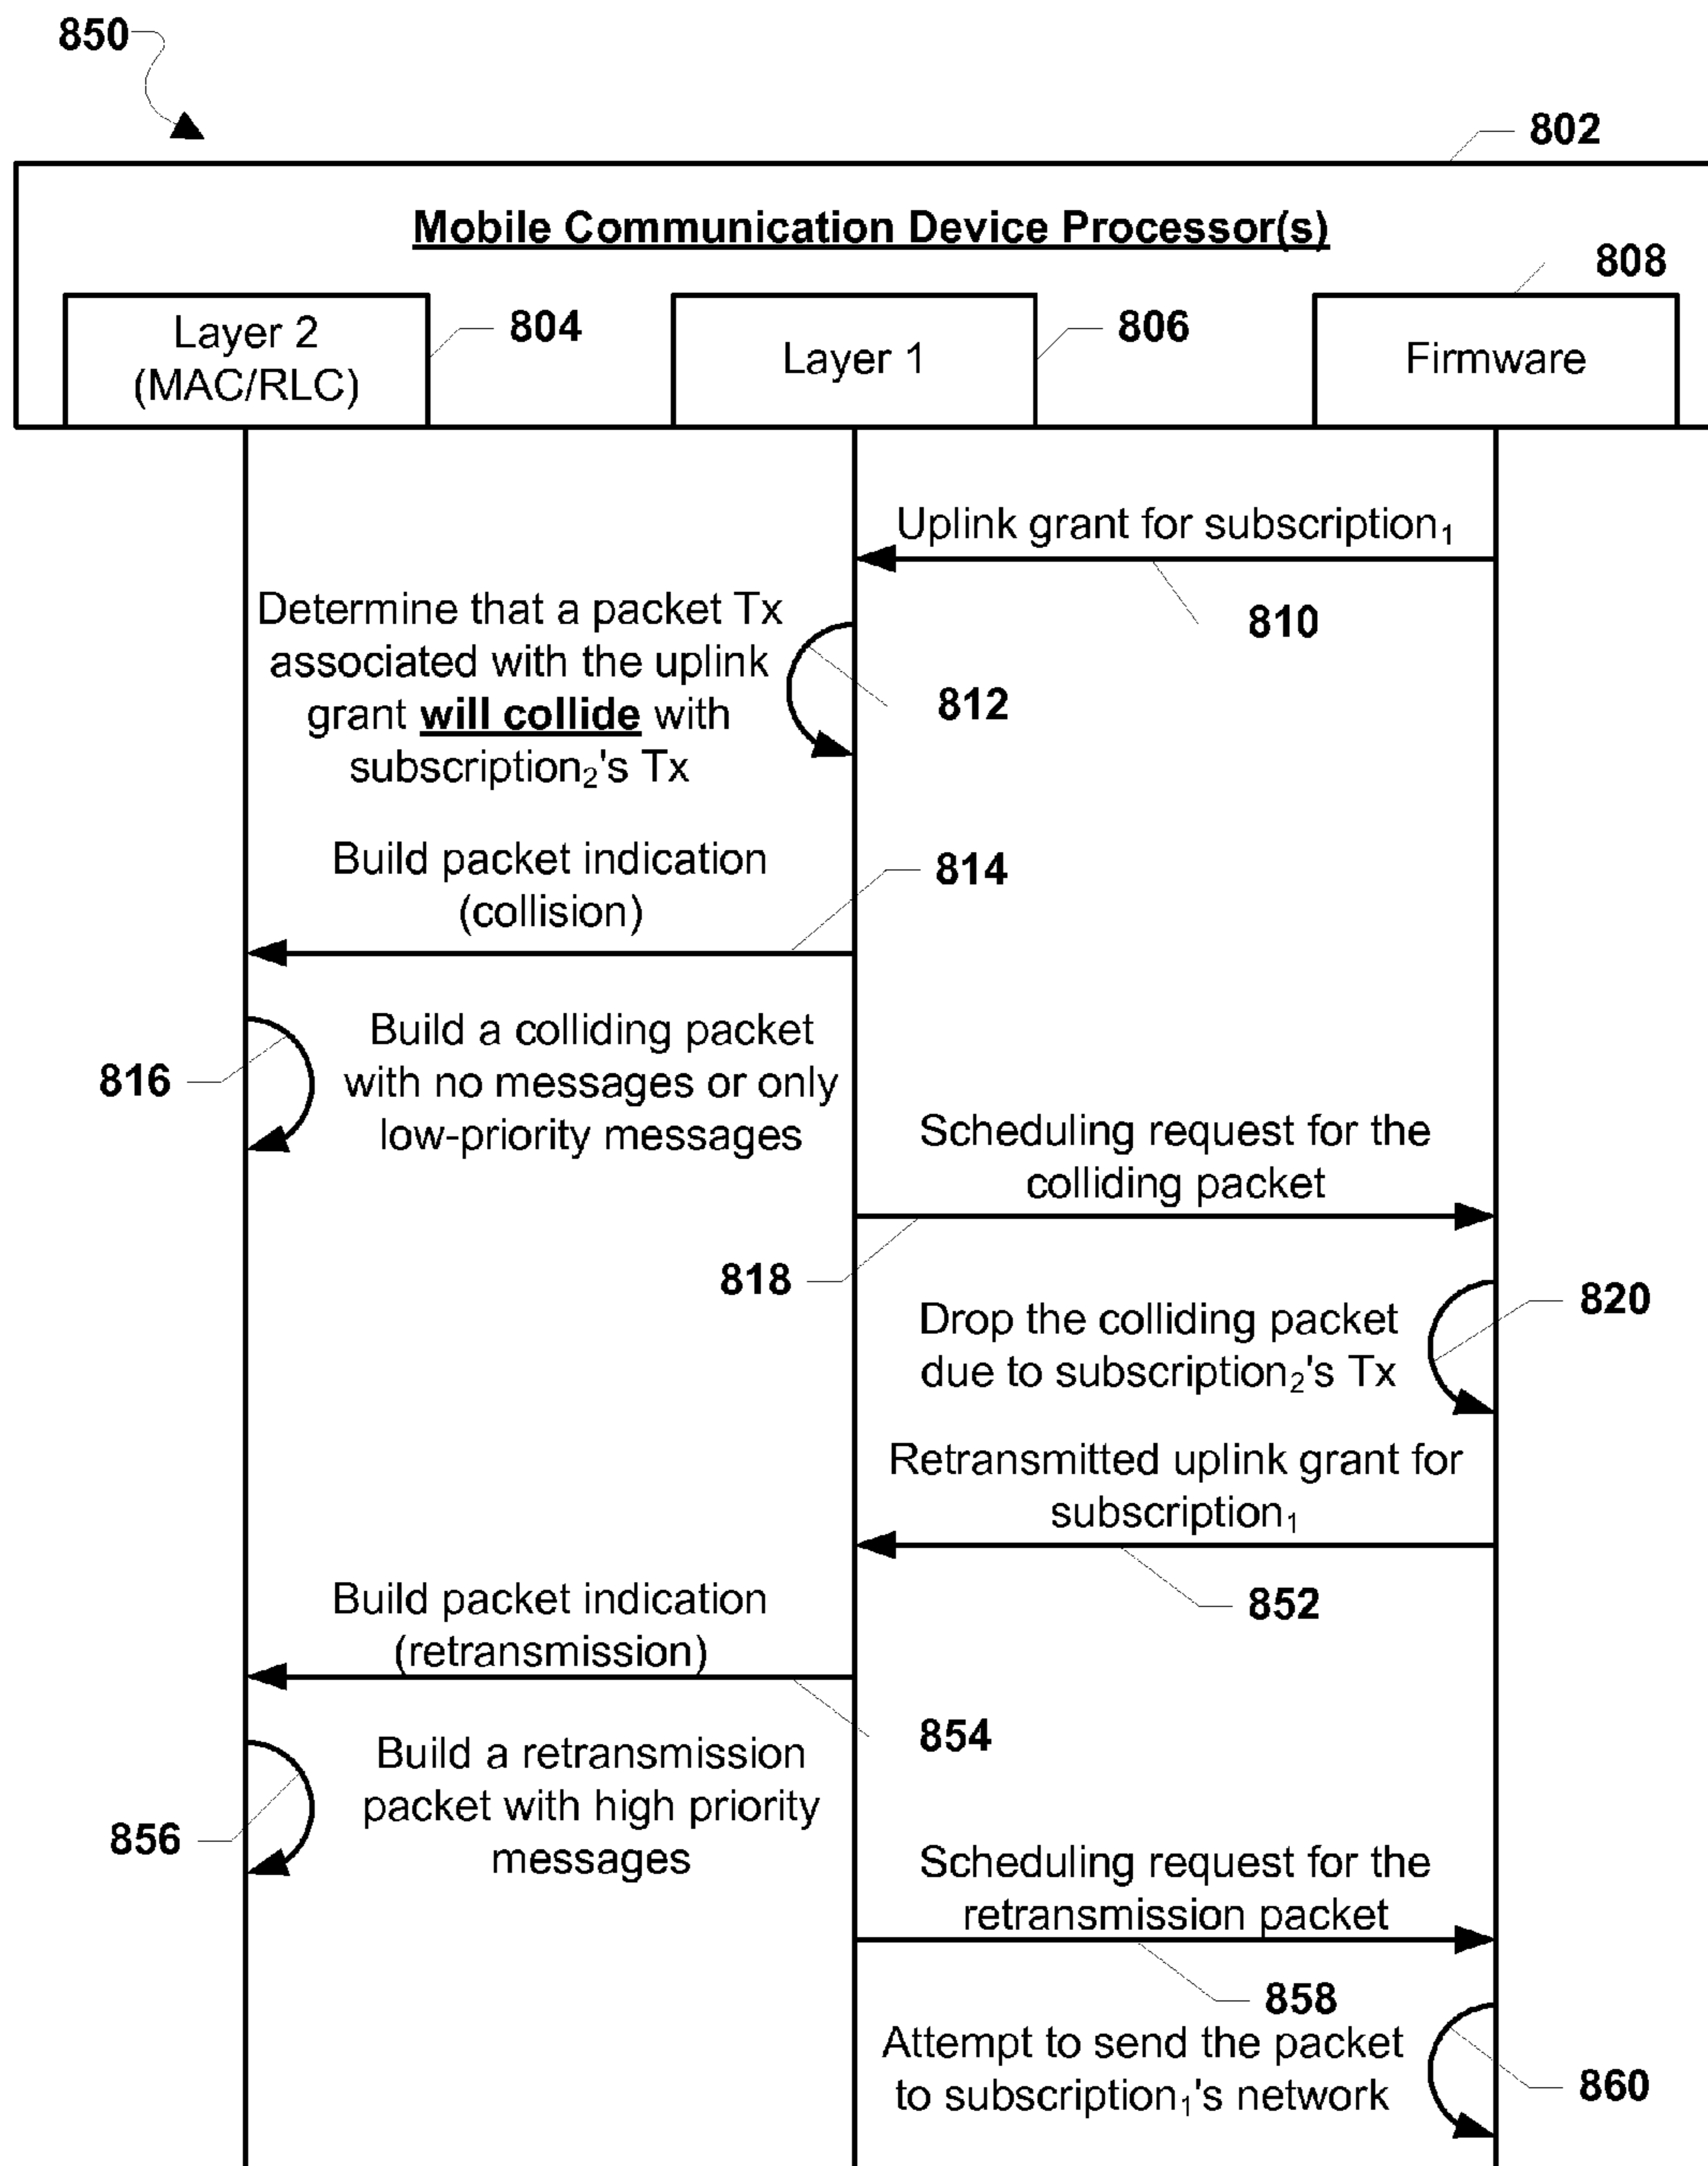 850
802
Mobile Communication Device Processor(s)
808
Layer 2
(MAC/RLC)
804
Layer 1
806
Firmware
Uplink grant for subscription₁
810
Determine that a packet Tx
associated with the uplink
grant will collide with
subscription₂'s Tx
812
Build packet indication
(collision)
814
816
Build a colliding packet
with no messages or only
low-priority messages
Scheduling request for the
colliding packet
818
820
Drop the colliding packet
due to subscription₂'s Tx
Retransmitted uplink grant for
subscription₁
852
Build packet indication
(retransmission)
854
856
Build a retransmission
packet with high priority
messages
Scheduling request for the
retransmission packet
858
Attempt to send the packet
to subscription₁'s network
860